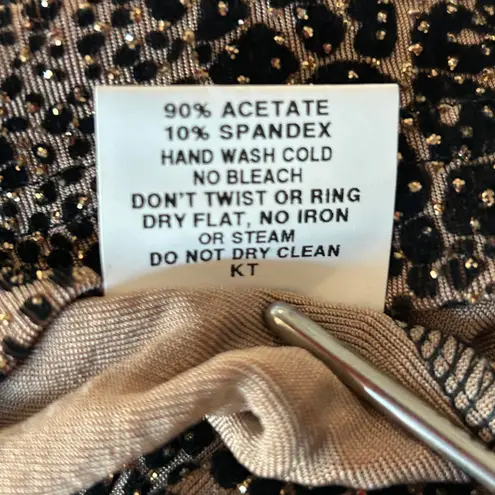 90% ACETATE
10% SPANDEX
HAND WASH COLD
NO BLEACH
DON'T TWIST OR RING
DRY FLAT, NO IRON
OR STEAM
DO NOT DRY CLEAN
KT